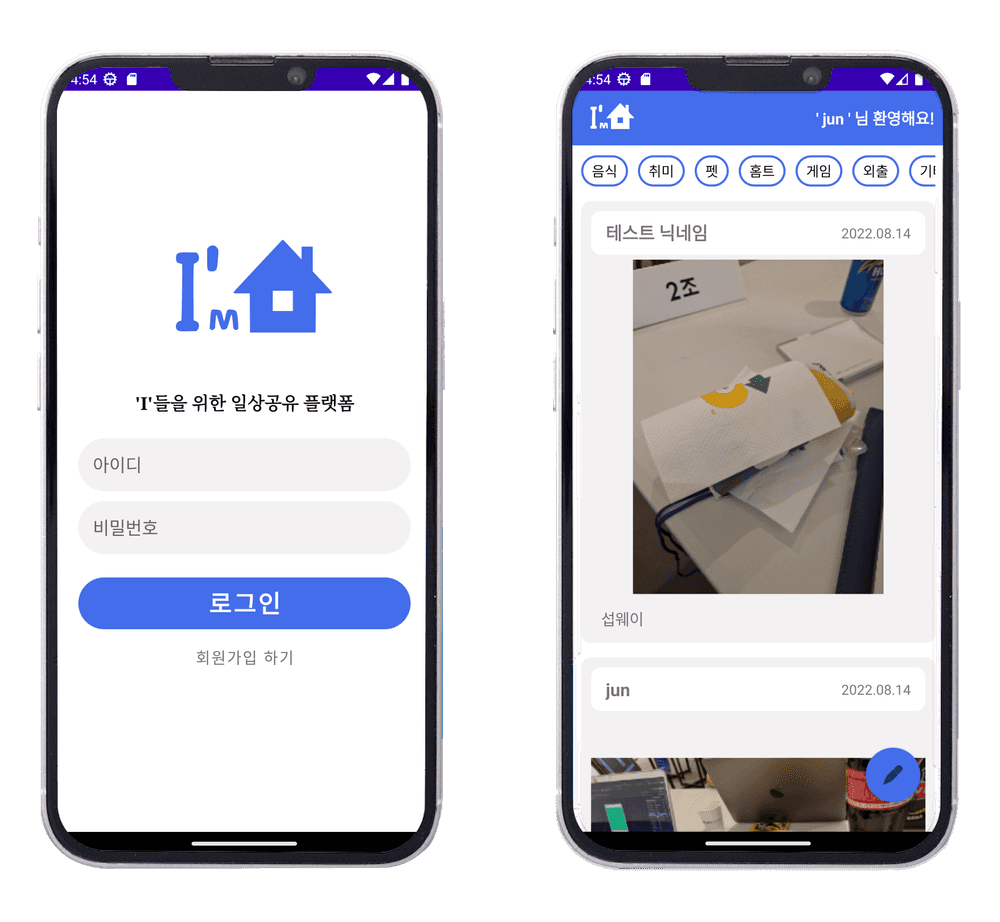 4:54
I'm
'I'들을 위한 일상공유 플랫폼
아이디
비밀번호
로그인
회원가입 하기
4:54
I'm
' jun ' 님 환영해요!
음식 취미 펫 홈트 게임 외출
테스트 닉네임 2022.08.14
2조
섭웨이
jun 2022.08.14